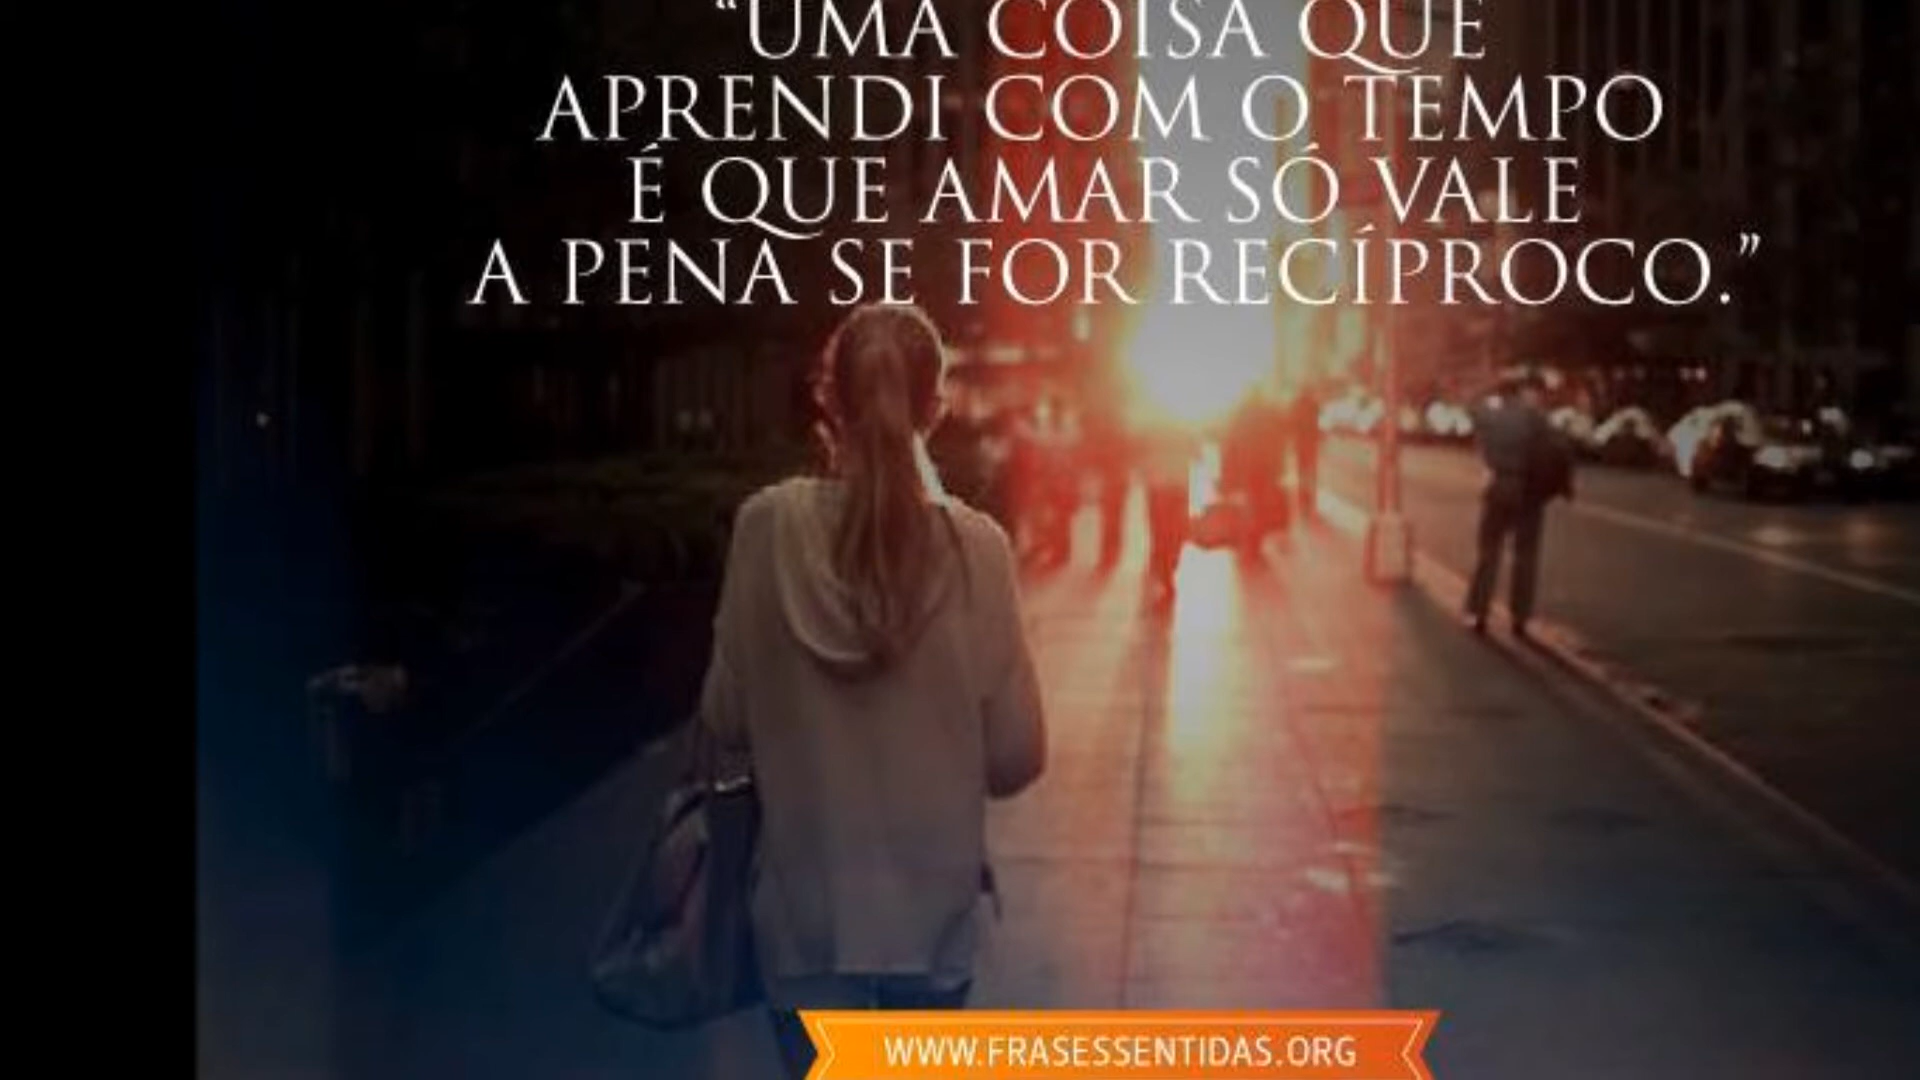 “UMA COISA QUE
APRENDI COM O TEMPO
É QUE AMAR SÓ VALE
A PENA SE FOR RECÍPROCO.”
WWW.FRASESSENTIDAS.ORG